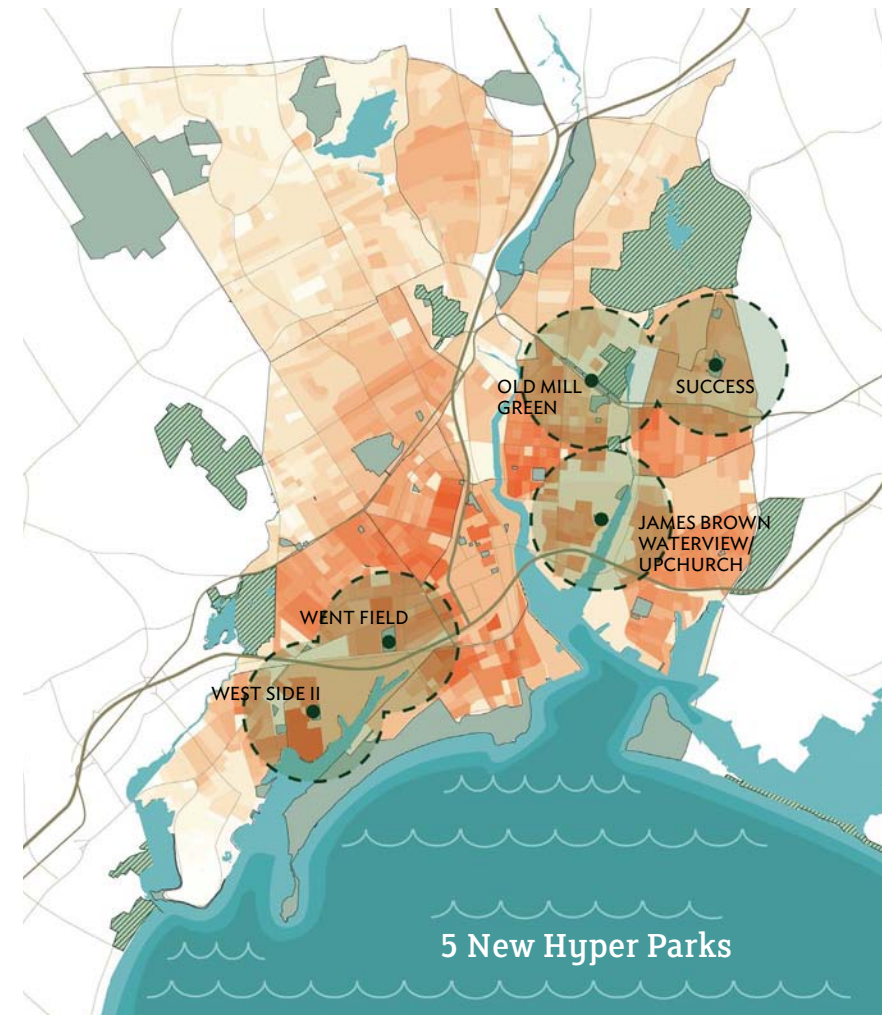 OLD MILL
GREEN
SUCCESS
JAMES BROWN
WATERVIEW/
UPCHURCH
WENT FIELD
WEST SIDE II
5 New Hyper Parks